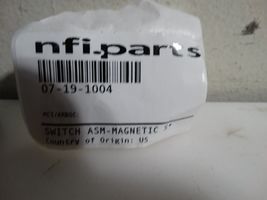 nfi.parts
07-19-1004
SWITCH ASM-MAGNETIC
Country of Origin: US